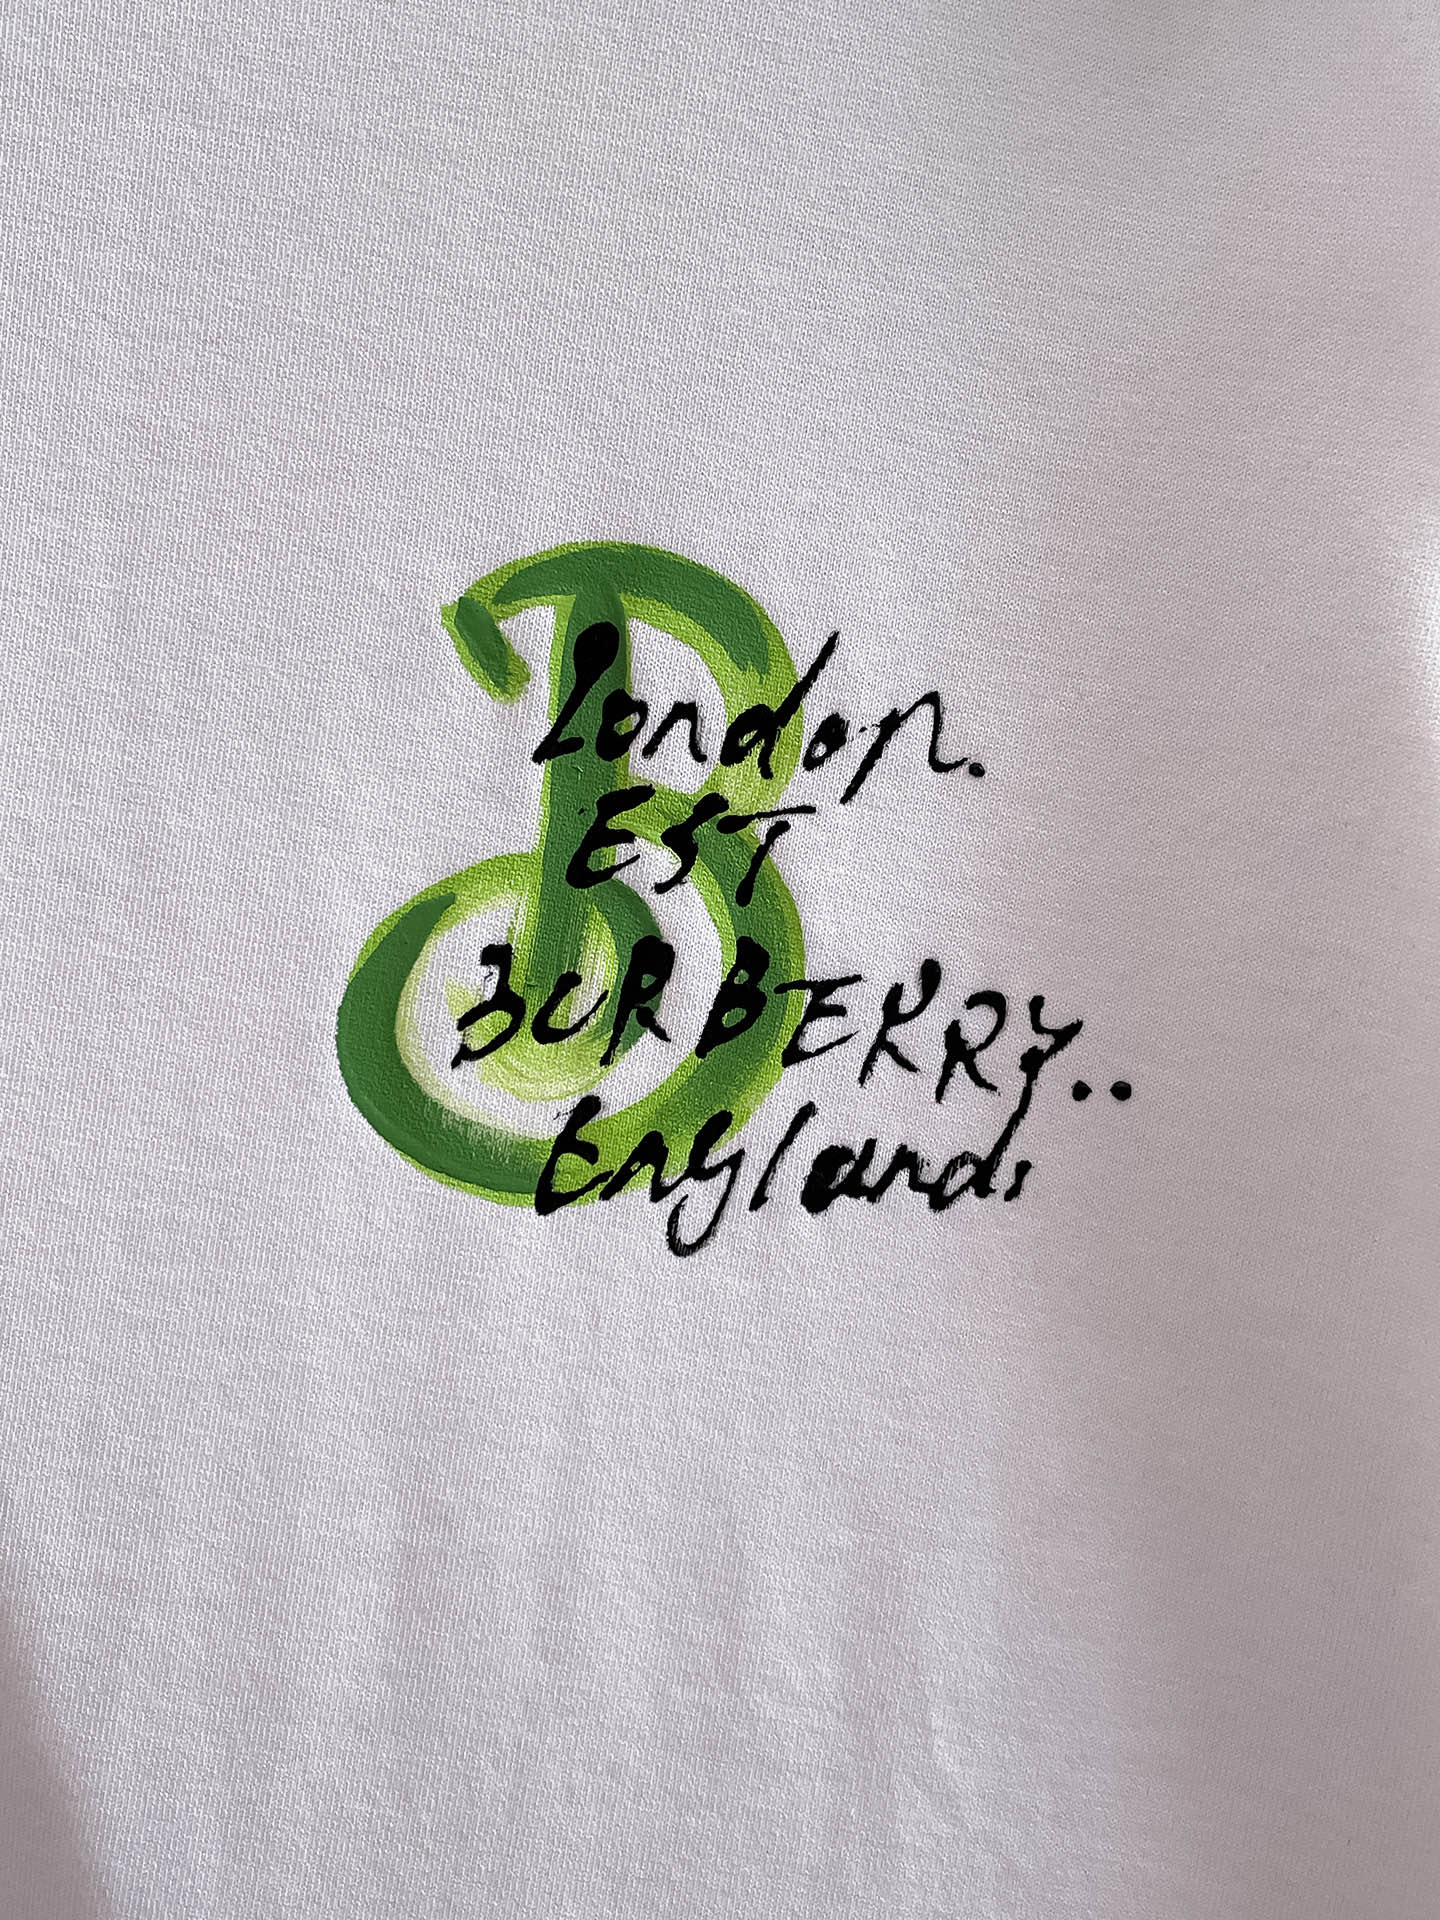 B
London.
EST
BURBERRY..
England